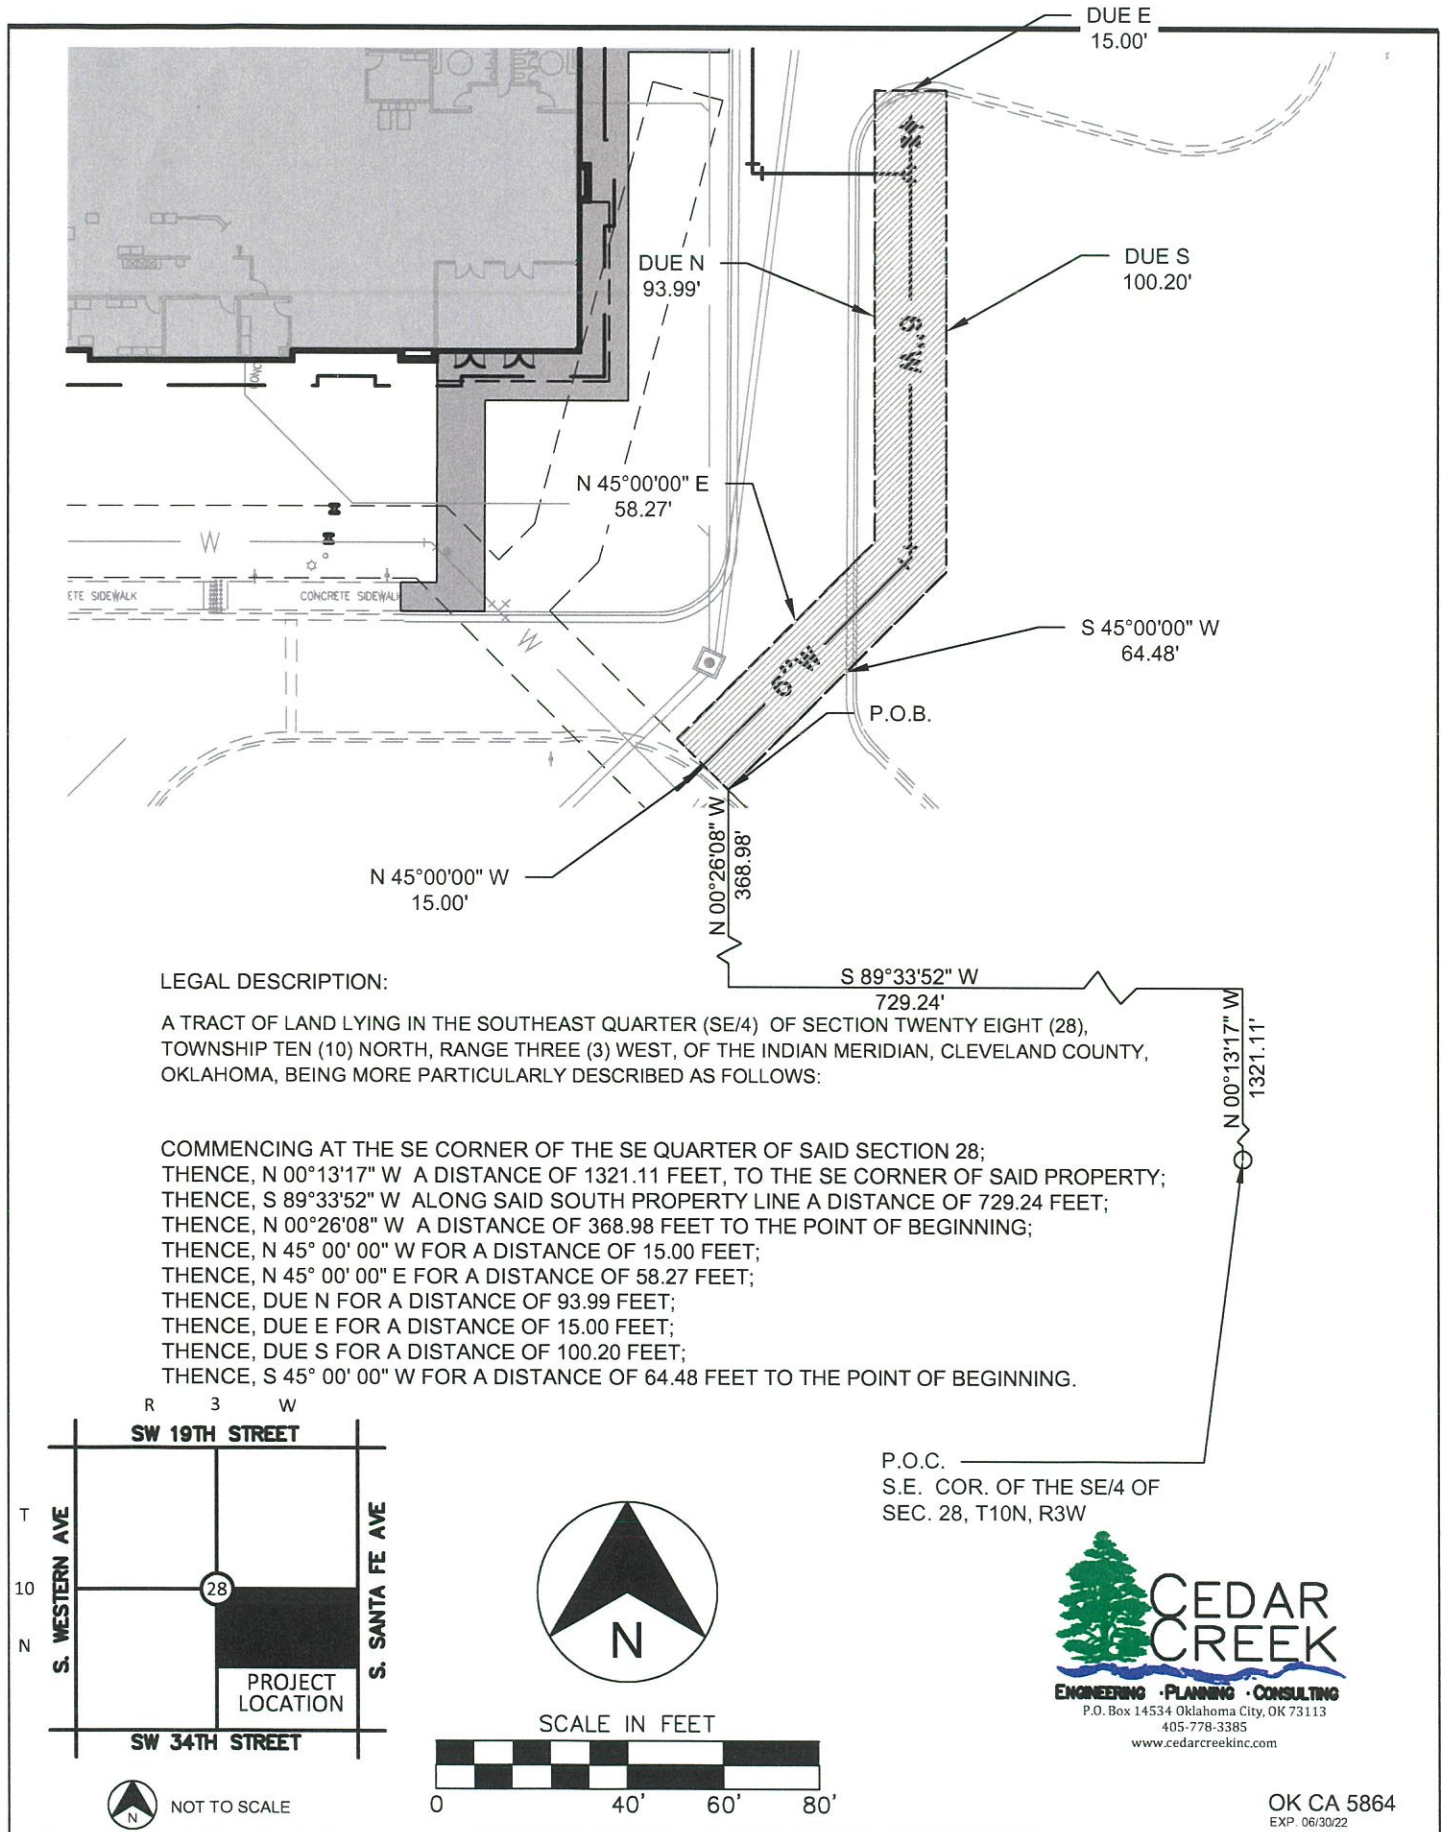 DUE E
15.00'
DUE N
93.99'
DUE S
100.20'
6"W
N 45°00'00" E
58.27'
W
ETE SIDEWALK
CONCRETE SIDEWALK
W
S 45°00'00" W
64.48'
P.O.B.
N 45°00'00" W
15.00'
N 00°26'08" W
368.98'
S 89°33'52" W
729.24'
N 00°13'17" W
1321.11'
LEGAL DESCRIPTION:
A TRACT OF LAND LYING IN THE SOUTHEAST QUARTER (SE/4) OF SECTION TWENTY EIGHT (28),
TOWNSHIP TEN (10) NORTH, RANGE THREE (3) WEST, OF THE INDIAN MERIDIAN, CLEVELAND COUNTY,
OKLAHOMA, BEING MORE PARTICULARLY DESCRIBED AS FOLLOWS:
COMMENCING AT THE SE CORNER OF THE SE QUARTER OF SAID SECTION 28;
THENCE, N 00°13'17" W A DISTANCE OF 1321.11 FEET, TO THE SE CORNER OF SAID PROPERTY;
THENCE, S 89°33'52" W ALONG SAID SOUTH PROPERTY LINE A DISTANCE OF 729.24 FEET;
THENCE, N 00°26'08" W A DISTANCE OF 368.98 FEET TO THE POINT OF BEGINNING;
THENCE, N 45° 00' 00" W FOR A DISTANCE OF 15.00 FEET;
THENCE, N 45° 00' 00" E FOR A DISTANCE OF 58.27 FEET;
THENCE, DUE N FOR A DISTANCE OF 93.99 FEET;
THENCE, DUE E FOR A DISTANCE OF 15.00 FEET;
THENCE, DUE S FOR A DISTANCE OF 100.20 FEET;
THENCE, S 45° 00' 00" W FOR A DISTANCE OF 64.48 FEET TO THE POINT OF BEGINNING.
P.O.C.
S.E. COR. OF THE SE/4 OF
SEC. 28, T10N, R3W
R 3 W
SW 19TH STREET
T
10
N
S. WESTERN AVE
28
S. SANTA FE AVE
PROJECT
LOCATION
SW 34TH STREET
N
NOT TO SCALE
N
SCALE IN FEET
0 40' 60' 80'
CEDAR
CREEK
ENGINEERING · PLANNING · CONSULTING
P.O. Box 14534 Oklahoma City, OK 73113
405-778-3385
www.cedarcreekinc.com
OK CA 5864
EXP. 06/30/22